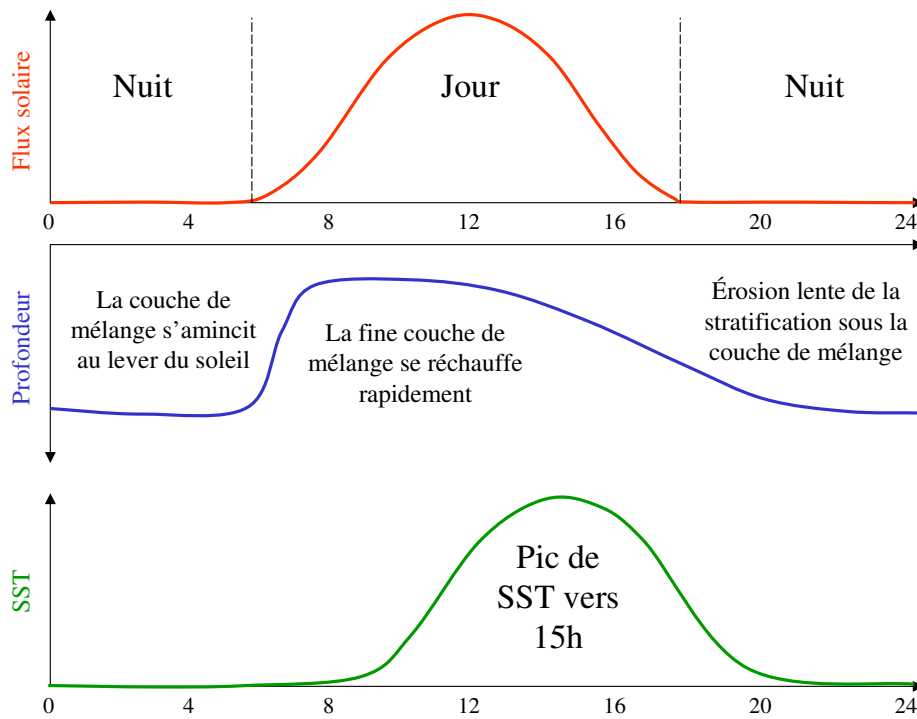 Flux solaire
Nuit
Jour
Nuit
0 4 8 12 16 20 24
Profondeur
La couche de
mélange s’amincit
au lever du soleil
La fine couche de
mélange se réchauffe
rapidement
Érosion lente de la
stratification sous la
couche de mélange
SST
Pic de
SST vers
15h
0 4 8 12 16 20 24